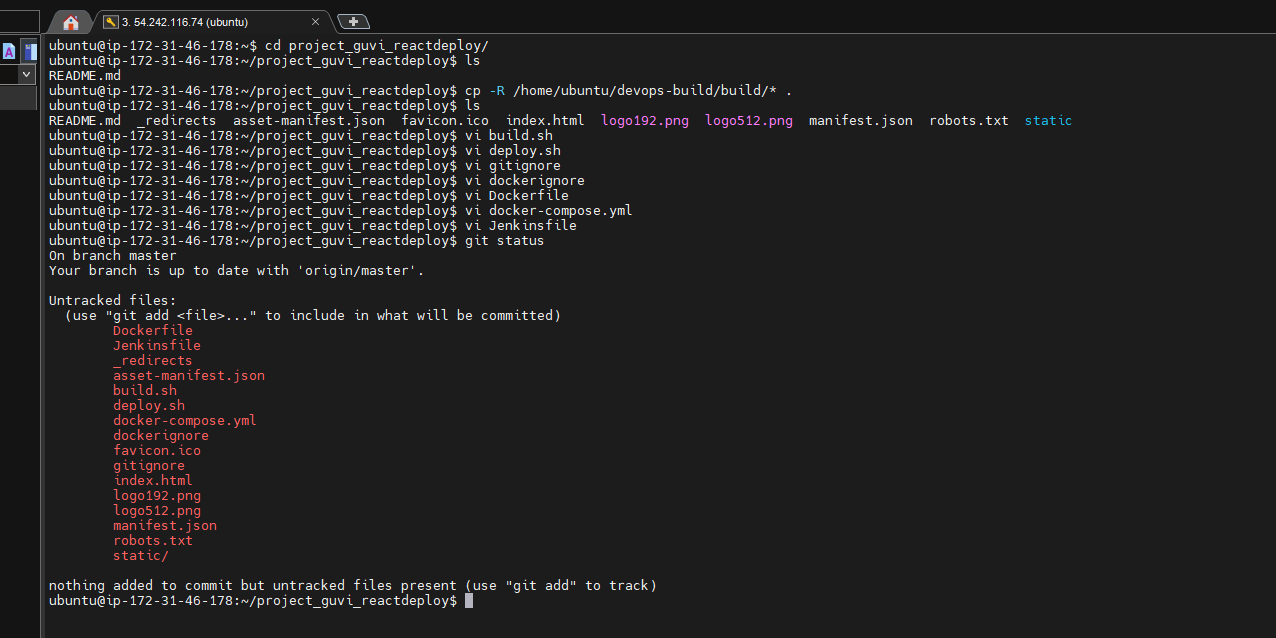 3. 54.242.116.74 (ubuntu)
A
ubuntu@ip-172-31-46-178:~$ cd project_guvi_reactdeploy/
ubuntu@ip-172-31-46-178:~/project_guvi_reactdeploy$ ls
README.md
ubuntu@ip-172-31-46-178:~/project_guvi_reactdeploy$ cp -R /home/ubuntu/devops-build/build/* .
ubuntu@ip-172-31-46-178:~/project_guvi_reactdeploy$ ls
README.md  _redirects  asset-manifest.json  favicon.ico  index.html  logo192.png  logo512.png  manifest.json  robots.txt  static
ubuntu@ip-172-31-46-178:~/project_guvi_reactdeploy$ vi build.sh
ubuntu@ip-172-31-46-178:~/project_guvi_reactdeploy$ vi deploy.sh
ubuntu@ip-172-31-46-178:~/project_guvi_reactdeploy$ vi gitignore
ubuntu@ip-172-31-46-178:~/project_guvi_reactdeploy$ vi dockerignore
ubuntu@ip-172-31-46-178:~/project_guvi_reactdeploy$ vi Dockerfile
ubuntu@ip-172-31-46-178:~/project_guvi_reactdeploy$ vi docker-compose.yml
ubuntu@ip-172-31-46-178:~/project_guvi_reactdeploy$ vi Jenkinsfile
ubuntu@ip-172-31-46-178:~/project_guvi_reactdeploy$ git status
On branch master
Your branch is up to date with 'origin/master'.
Untracked files:
  (use "git add <file>..." to include in what will be committed)
        Dockerfile
        Jenkinsfile
        _redirects
        asset-manifest.json
        build.sh
        deploy.sh
        docker-compose.yml
        dockerignore
        favicon.ico
        gitignore
        index.html
        logo192.png
        logo512.png
        manifest.json
        robots.txt
        static/
nothing added to commit but untracked files present (use "git add" to track)
ubuntu@ip-172-31-46-178:~/project_guvi_reactdeploy$